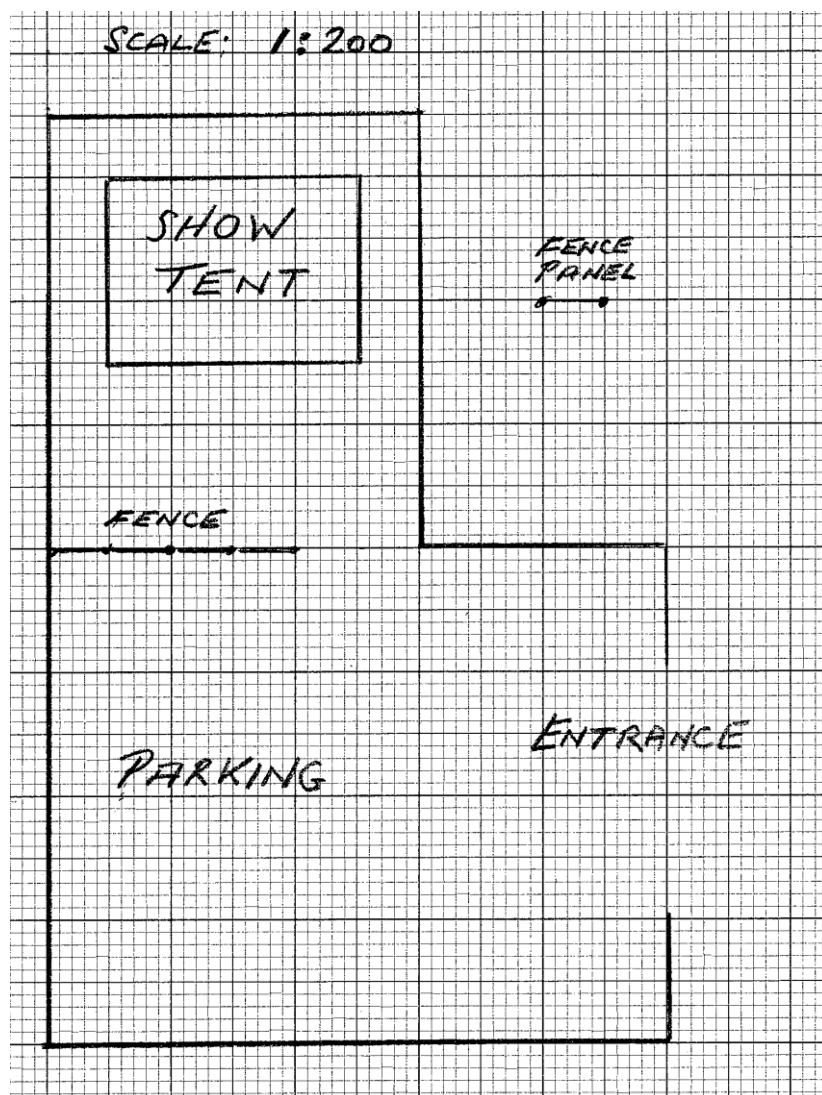 SCALE: 1:200
SHOW
TENT
FENCE
PANEL
FENCE
ENTRANCE
PARKING